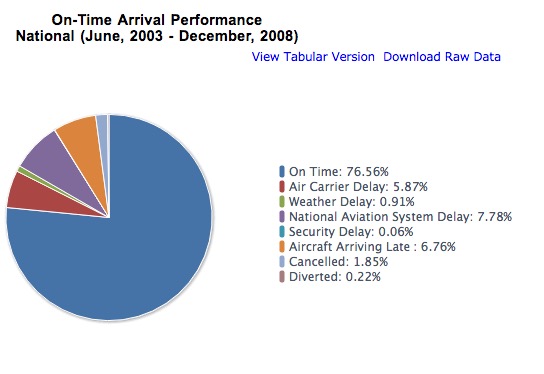 On-Time Arrival Performance
National (June, 2003 - December, 2008)
View Tabular Version Download Raw Data
On Time: 76.56%
Air Carrier Delay: 5.87%
Weather Delay: 0.91%
National Aviation System Delay: 7.78%
Security Delay: 0.06%
Aircraft Arriving Late : 6.76%
Cancelled: 1.85%
Diverted: 0.22%